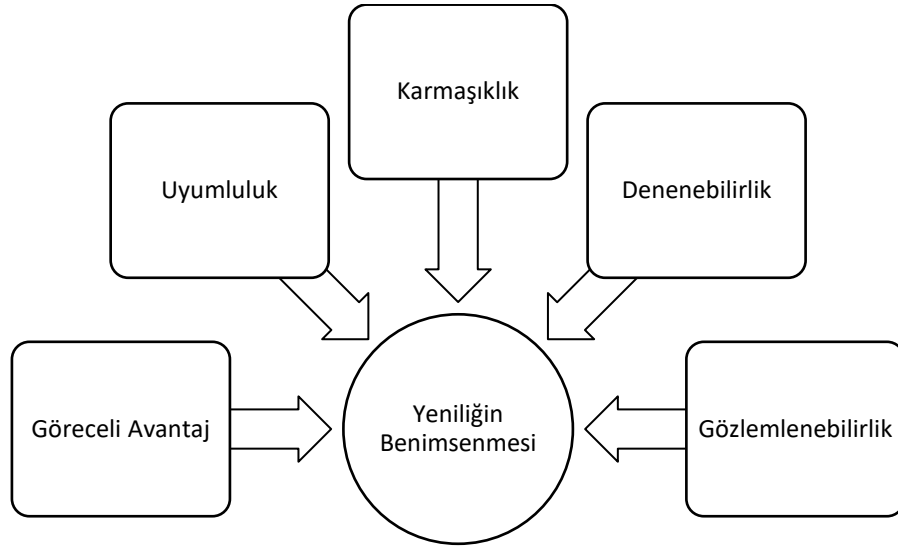 Karmaşıklık
Uyumluluk
Denenebilirlik
Göreceli Avantaj
Yeniliğin
Benimsenmesi
Gözlemlenebilirlik